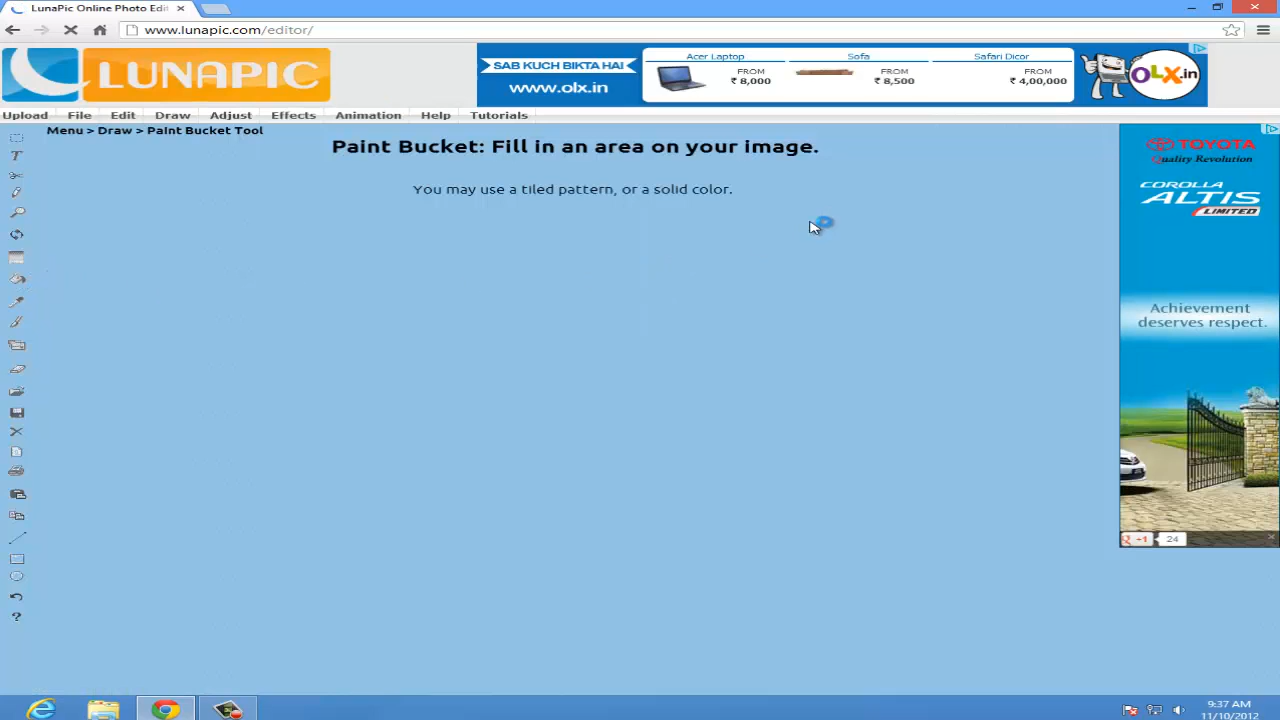 LunaPic Online Photo Edi
www.lunapic.com/editor/
LUNAPIC
SAB KUCH BIKTA HAI
www.olx.in
Acer Laptop
FROM
₹ 8,000
Sofa
FROM
₹ 8,500
Safari Dicor
FROM
₹ 4,00,000
OLX.in
Upload File Edit Draw Adjust Effects Animation Help Tutorials
Menu > Draw > Paint Bucket Tool
Paint Bucket: Fill in an area on your image.
You may use a tiled pattern, or a solid color.
TOYOTA
Quality Revolution
COROLLA
ALTIS
LIMITED
Achievement
deserves respect.
+1 24
9:37 AM
11/10/2012